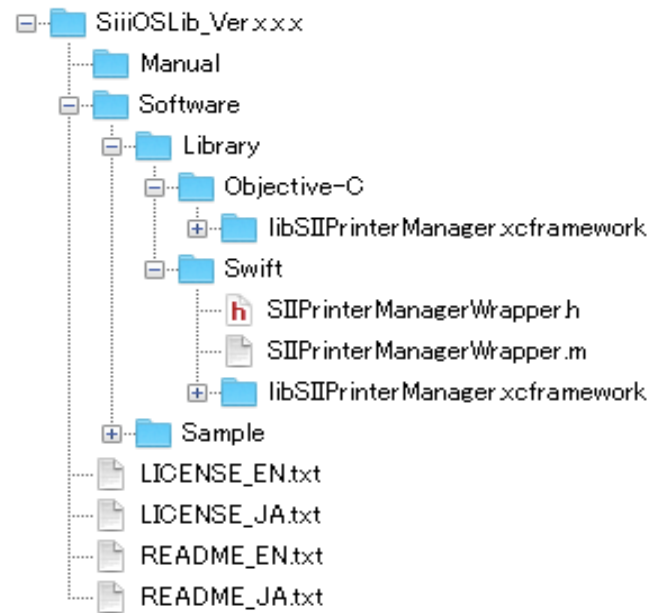 SiiiOSLib_Ver.x.x.x
Manual
Software
Library
Objective-C
libSIIPrinterManager.xcframework
Swift
h SIIPrinterManagerWrapper.h
SIIPrinterManagerWrapper.m
libSIIPrinterManager.xcframework
Sample
LICENSE_EN.txt
LICENSE_JA.txt
README_EN.txt
README_JA.txt